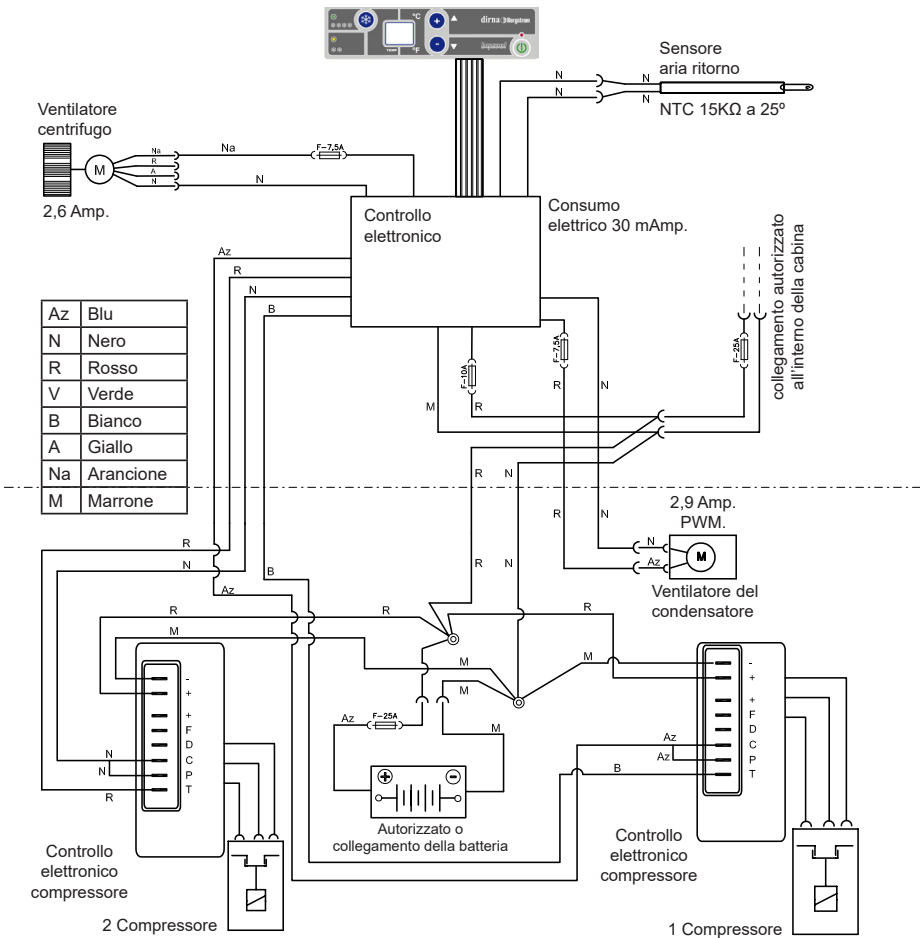 °C
dirna Bergstrom
TEMP
°F
Sensore
aria ritorno
N
N
N
N
NTC 15KΩ a 25º
Ventilatore
centrifugo
M
Na
R
A
N
Na
F-7,5A
N
2,6 Amp.
Controllo
elettronico
Consumo
elettrico 30 mAmp.
collegamento autorizzato
all'interno della cabina
Az
R
N
B
Az Blu
N Nero
R Rosso
V Verde
B Bianco
A Giallo
Na Arancione
M Marrone
F-10A
F-7,5A
F-25A
M
R
R
N
R
N
R
N
R
N
2,9 Amp.
PWM.
N
Az
M
Ventilatore del
condensatore
R
N
B
Az
R
R
R
M
M
M
M
-
+
+
F
D
C
P
T
N
N
R
Az
F-25A
M
+
-
Autorizzato o
collegamento della batteria
Az
Az
B
-
+
+
F
D
C
P
T
Controllo
elettronico
compressore
2 Compressore
Controllo
elettronico
compressore
1 Compressore